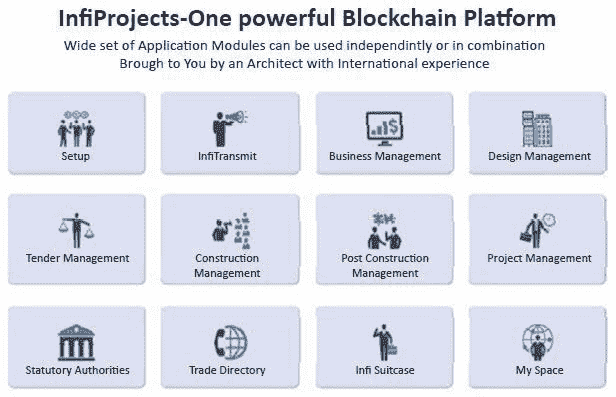 InfiProjects-One powerful Blockchain Platform
Wide set of Application Modules can be used independintly or in combination
Brough to You by an Architect with International experience
Setup
InfiTransmit
Business Management
Design Management
Tender Management
Construction
Management
Post Construction
Management
Project Management
Statutory Authorities
Trade Directory
Infi Suitcase
My Space